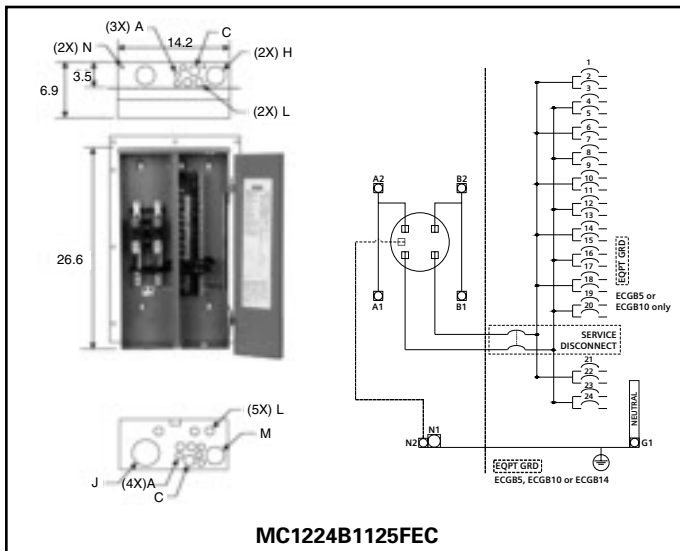 (3X) A
C
(2X) N
14.2
(2X) H
3.5
6.9
(2X) L
26.6
(5X) L
M
J
(4X)A
C
A2
B2
A1
B1
N1
N2
1
2
3
4
5
6
7
8
9
10
11
12
13
14
15
16
17
18
19
20
EQPT GRD
ECGB5 or
ECGB10 only
SERVICE
DISCONNECT
21
22
23
24
NEUTRAL
G1
EQPT GRD
ECGB5, ECGB10 or ECGB14
MC1224B1125FEC